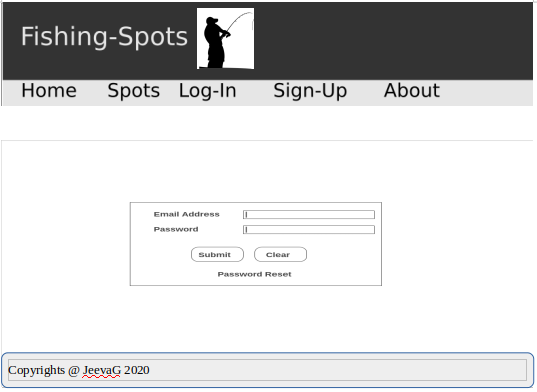 Fishing-Spots
Home Spots Log-In Sign-Up About
Email Address
Password
Submit Clear
Password Reset
Copyrights @ JeevaG 2020